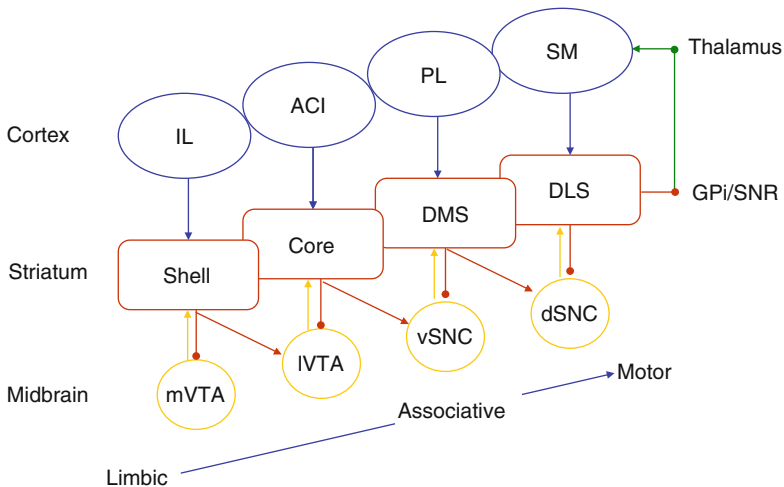 SM
Thalamus
PL
ACI
Cortex
IL
DLS
GPi/SNR
DMS
Core
Striatum
Shell
dSNC
vSNC
lVTA
Motor
Midbrain
mVTA
Associative
Limbic